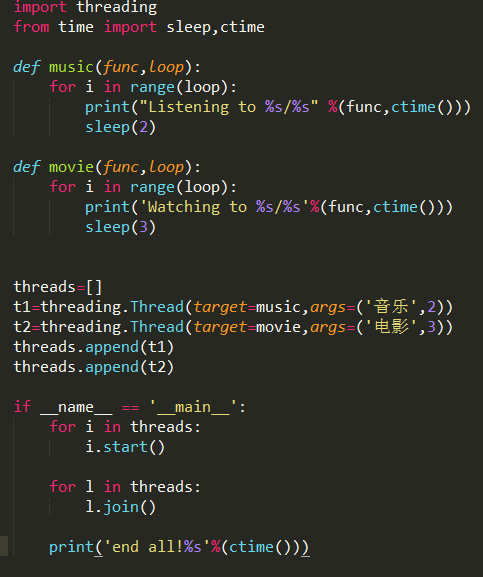 import threading
from time import sleep,ctime
def music(func,loop):
    for i in range(loop):
        print("Listening to %s/%s" %(func,ctime()))
        sleep(2)
def movie(func,loop):
    for i in range(loop):
        print('Watching to %s/%s'%(func,ctime()))
        sleep(3)
threads=[]
t1=threading.Thread(target=music,args=('音乐',2))
t2=threading.Thread(target=movie,args=('电影',3))
threads.append(t1)
threads.append(t2)
if __name__ == '__main__':
    for i in threads:
        i.start()
    for l in threads:
        l.join()
    print('end all!%s'%(ctime()))